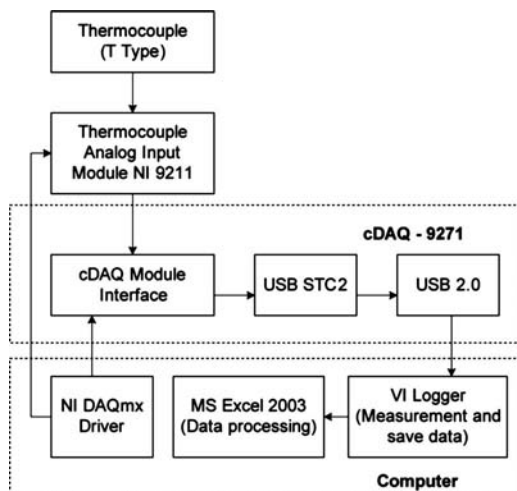 Thermocouple
(T Type)
Thermocouple
Analog Input
Module NI 9211
cDAQ - 9271
cDAQ Module
Interface
USB STC2
USB 2.0
NI DAQmx
Driver
MS Excel 2003
(Data processing)
VI Logger
(Measurement and
save data)
Computer